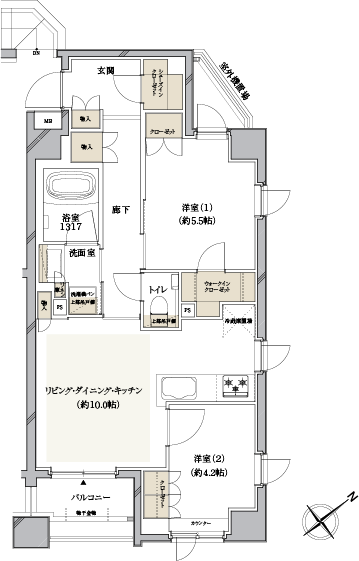 DN
玄関
シューズイン
クローゼット
室外機置場
MB
物入
クローゼット
物入
浴室
1317
廊下
洋室(1)
(約5.5帖)
洗面室
物入
PS
洗濯機パン
上部吊戸棚
トイレ
上部吊戸棚
PS
ウォークイン
クローゼット
冷蔵庫置場
リビング・ダイニング・キッチン
(約10.0帖)
洋室(2)
(約4.2帖)
クローゼット
カウンター
バルコニー
物干金物
N